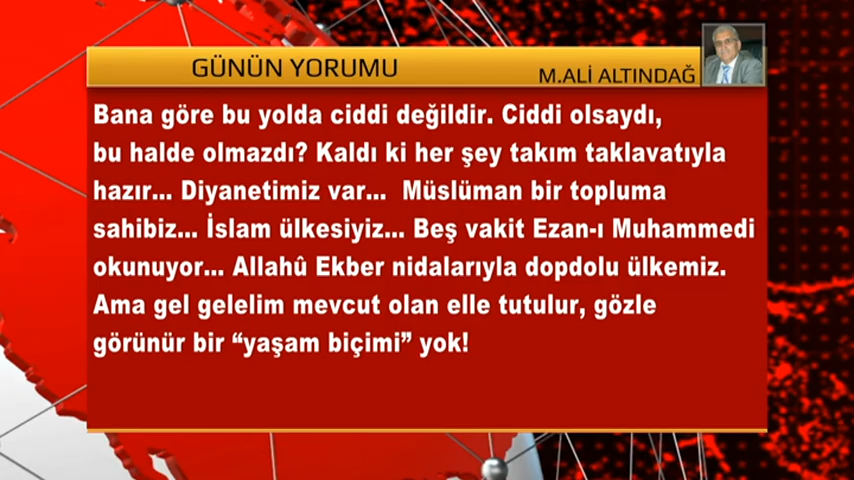 GÜNÜN YORUMU
M.ALİ ALTINDAĞ
Bana göre bu yolda ciddi değildir. Ciddi olsaydı,
bu halde olmazdı? Kaldı ki her şey takım taklavatıyla
hazır... Diyanetimiz var... Müslüman bir topluma
sahibiz... İslam ülkesiyiz... Beş vakit Ezan-ı Muhammedi
okunuyor... Allahû Ekber nidalarıyla dopdolu ülkemiz.
Ama gel gelelim mevcut olan elle tutulur, gözle
görünür bir “yaşam biçimi” yok!